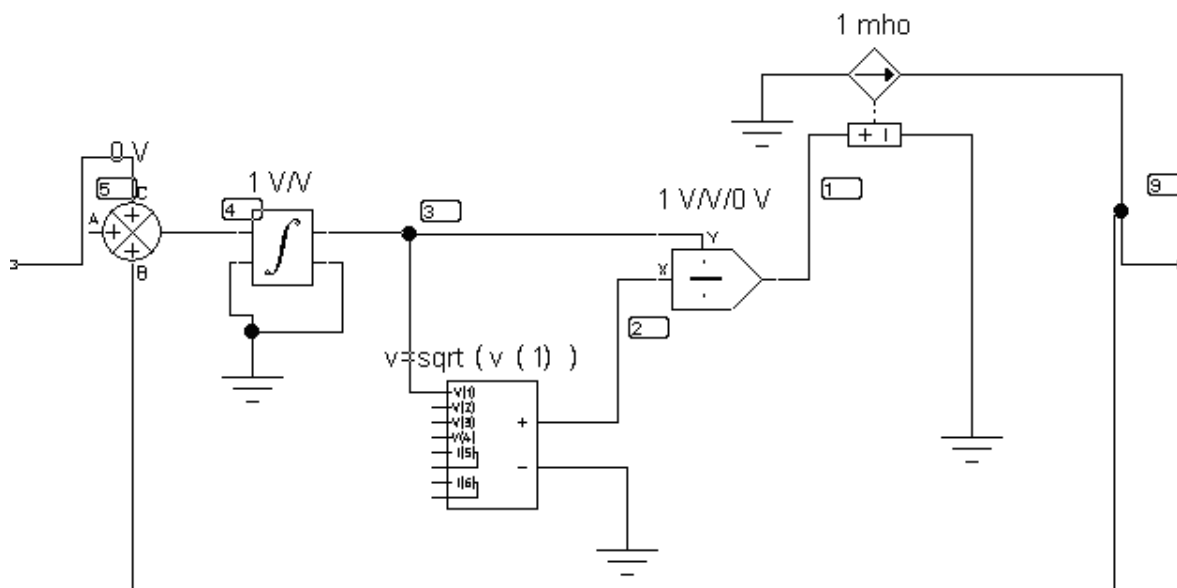 1 mho
0 V
5
C
A
B
1 V/V
4
3
1 V/V/0 V
Y
X
1
9
2
v=sqrt(v(1))
V(1)
V(2)
V(3)
V(4)
I(5)
I(6)